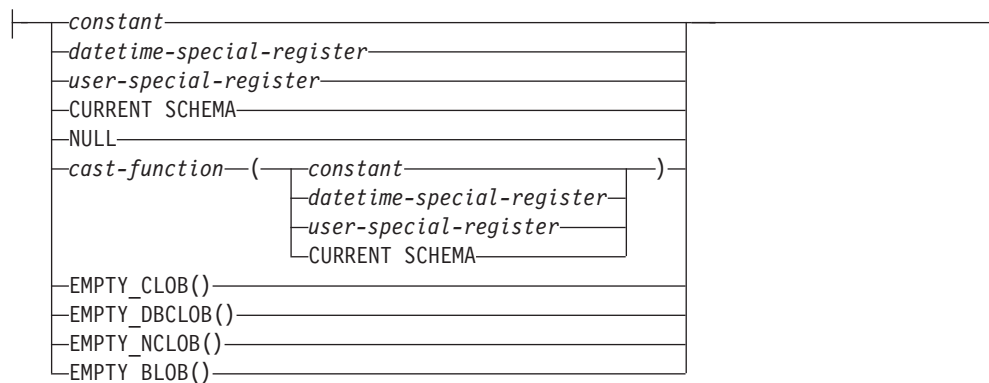 constant
datetime-special-register
user-special-register
CURRENT SCHEMA
NULL
cast-function ( constant )
datetime-special-register
user-special-register
CURRENT SCHEMA
EMPTY_CLOB()
EMPTY_DBCLOB()
EMPTY_NCLOB()
EMPTY_BLOB()